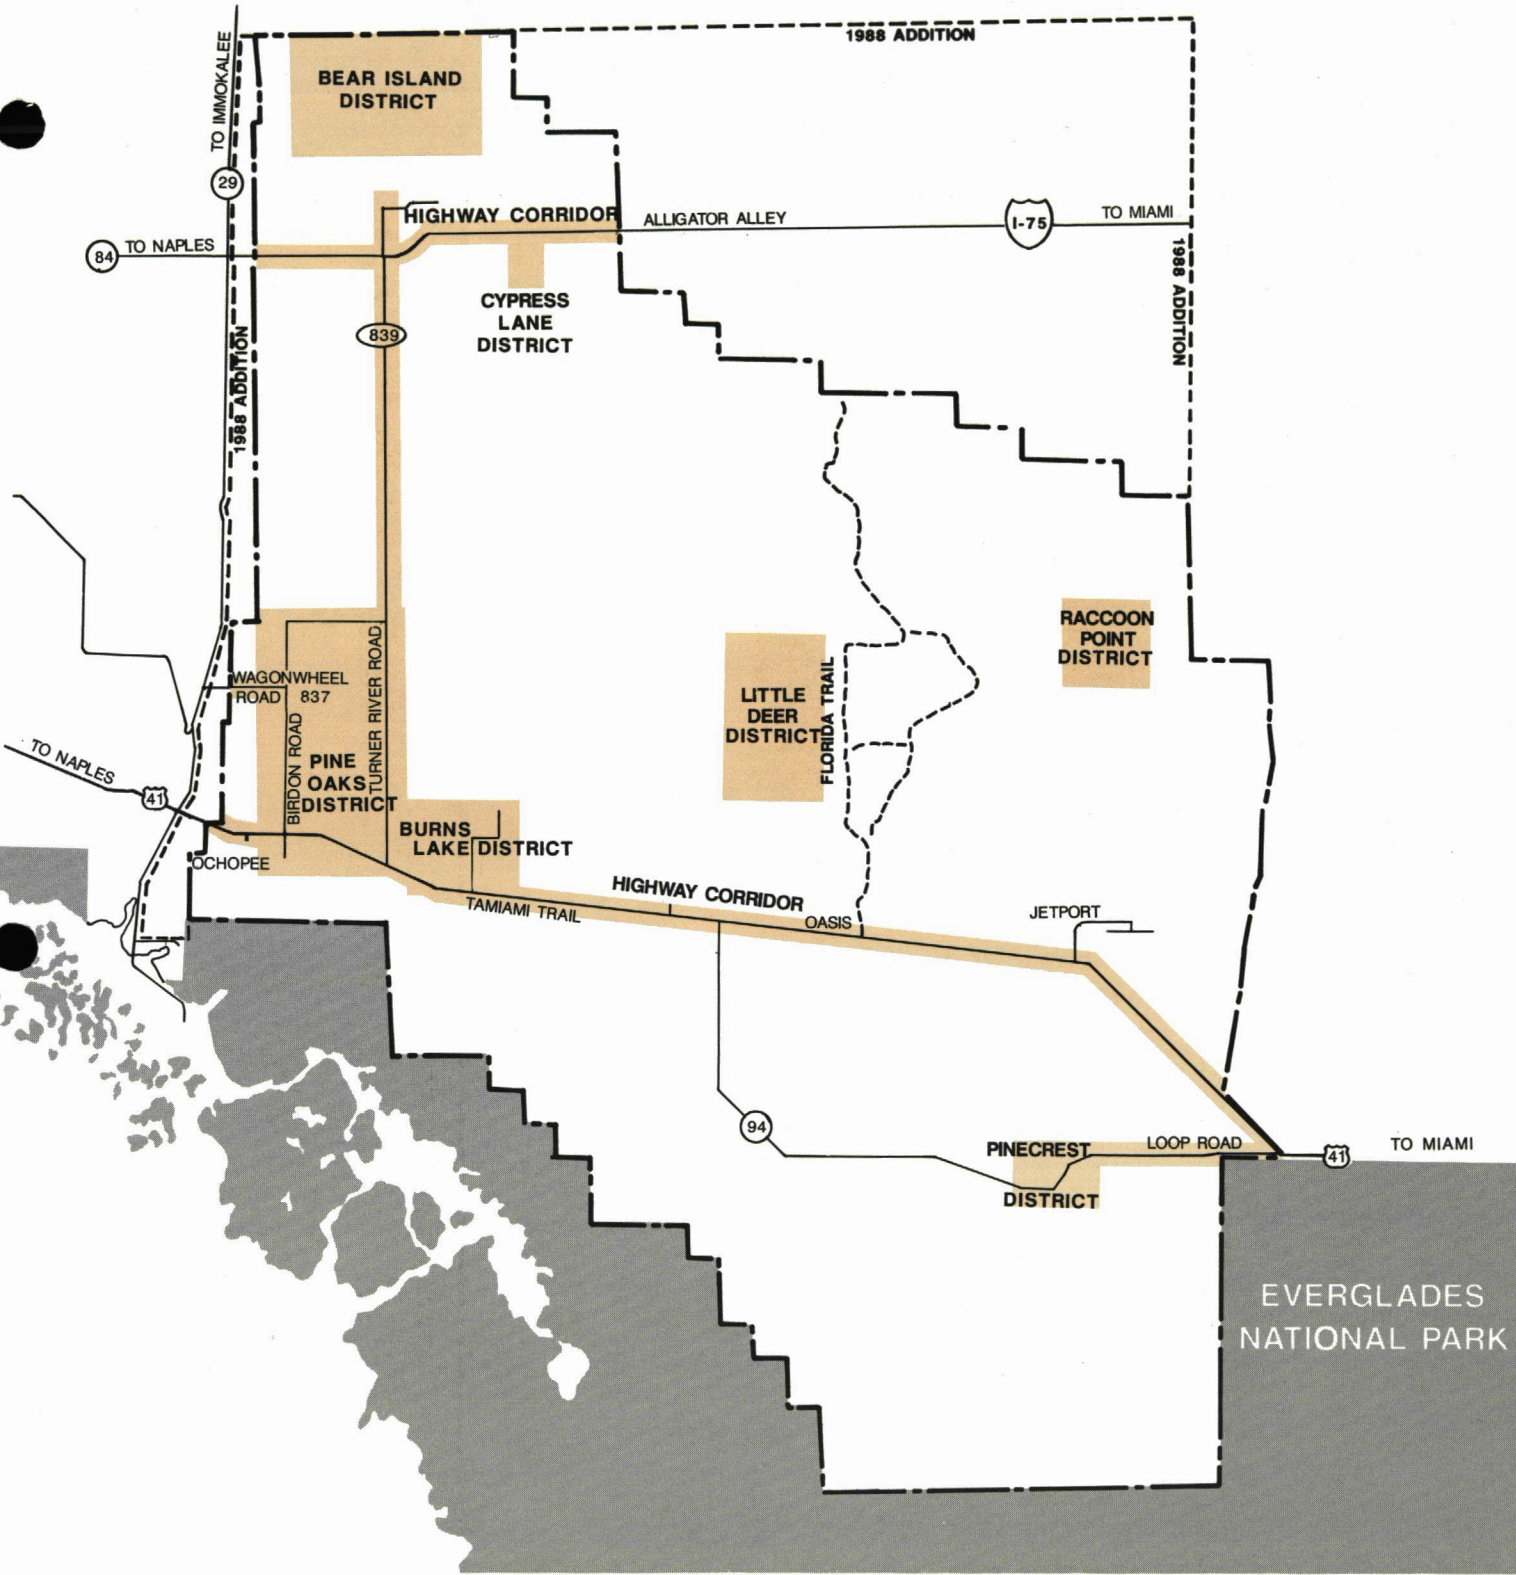 1988 ADDITION
TO IMMOKALEE
BEAR ISLAND
DISTRICT
29
HIGHWAY CORRIDOR
ALLIGATOR ALLEY
I-75
TO MIAMI
84
TO NAPLES
1988 ADDITION
CYPRESS
LANE
DISTRICT
839
1988 ADDITION
RACCOON
POINT
DISTRICT
WAGONWHEEL
ROAD 837
TURNER RIVER ROAD
LITTLE
DEER
DISTRICT
FLORIDA TRAIL
BIRDON ROAD
TO NAPLES
41
PINE
OAKS
DISTRICT
BURNS
LAKE DISTRICT
OCHOPEE
HIGHWAY CORRIDOR
TAMIAMI TRAIL
OASIS
JETPORT
94
PINECREST
DISTRICT
LOOP ROAD
41
TO MIAMI
EVERGLADES
NATIONAL PARK